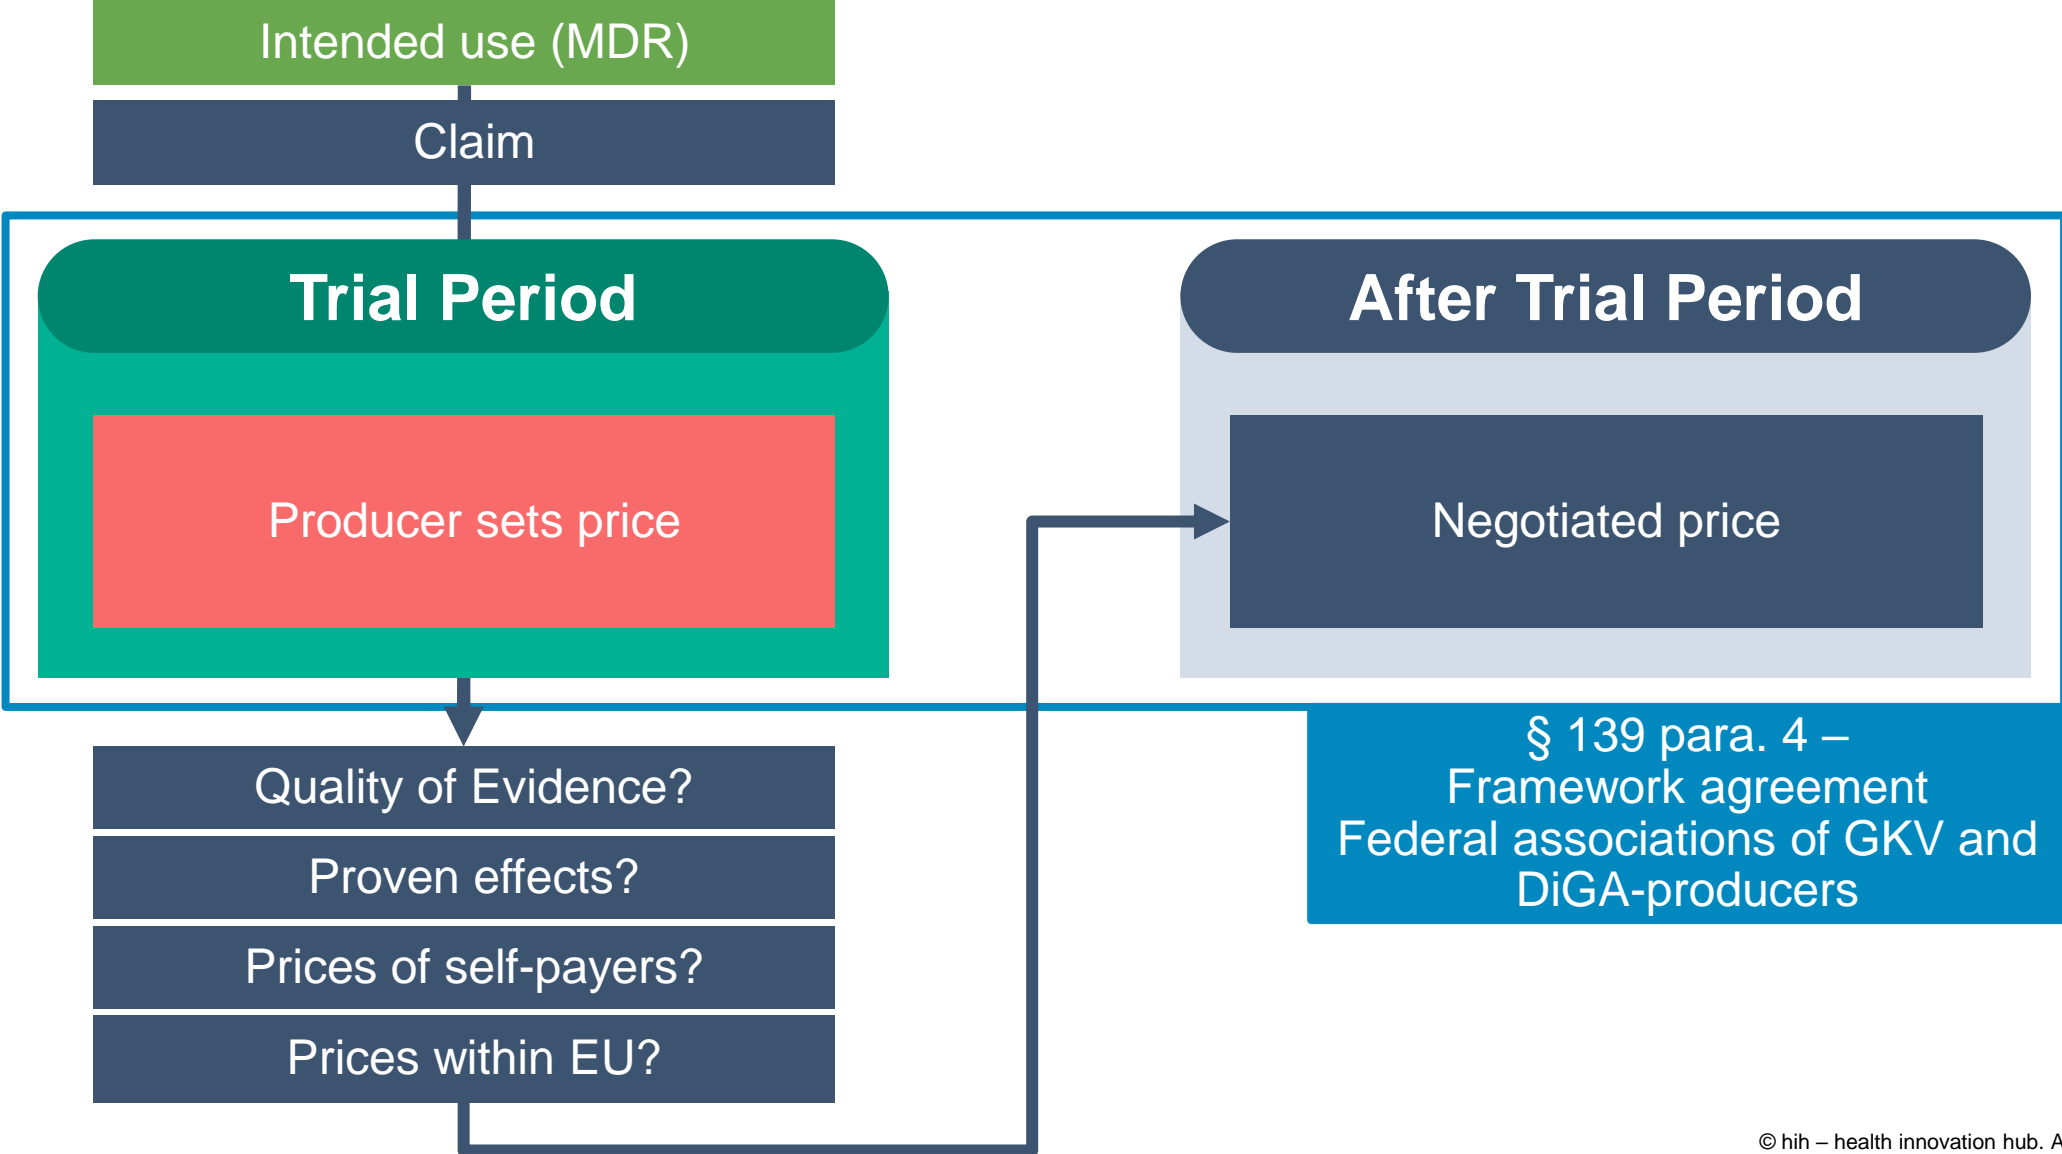 Intended use (MDR)
Claim
Trial Period
After Trial Period
Producer sets price
Negotiated price
Quality of Evidence?
Proven effects?
Prices of self-payers?
Prices within EU?
§ 139 para. 4 –
Framework agreement
Federal associations of GKV and
DiGA-producers
© hih – health innovation hub. A